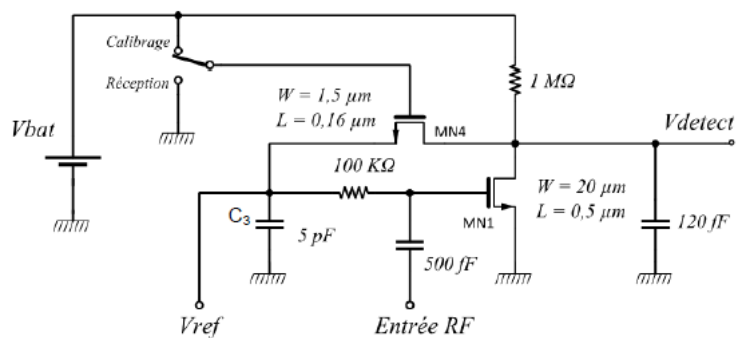 Calibrage
Réception
Vbat
W = 1,5 µm
L = 0,16 µm
MN4
1 MΩ
Vdetect
100 KΩ
W = 20 µm
L = 0,5 µm
MN1
C₃
5 pF
500 fF
120 fF
Vref
Entrée RF